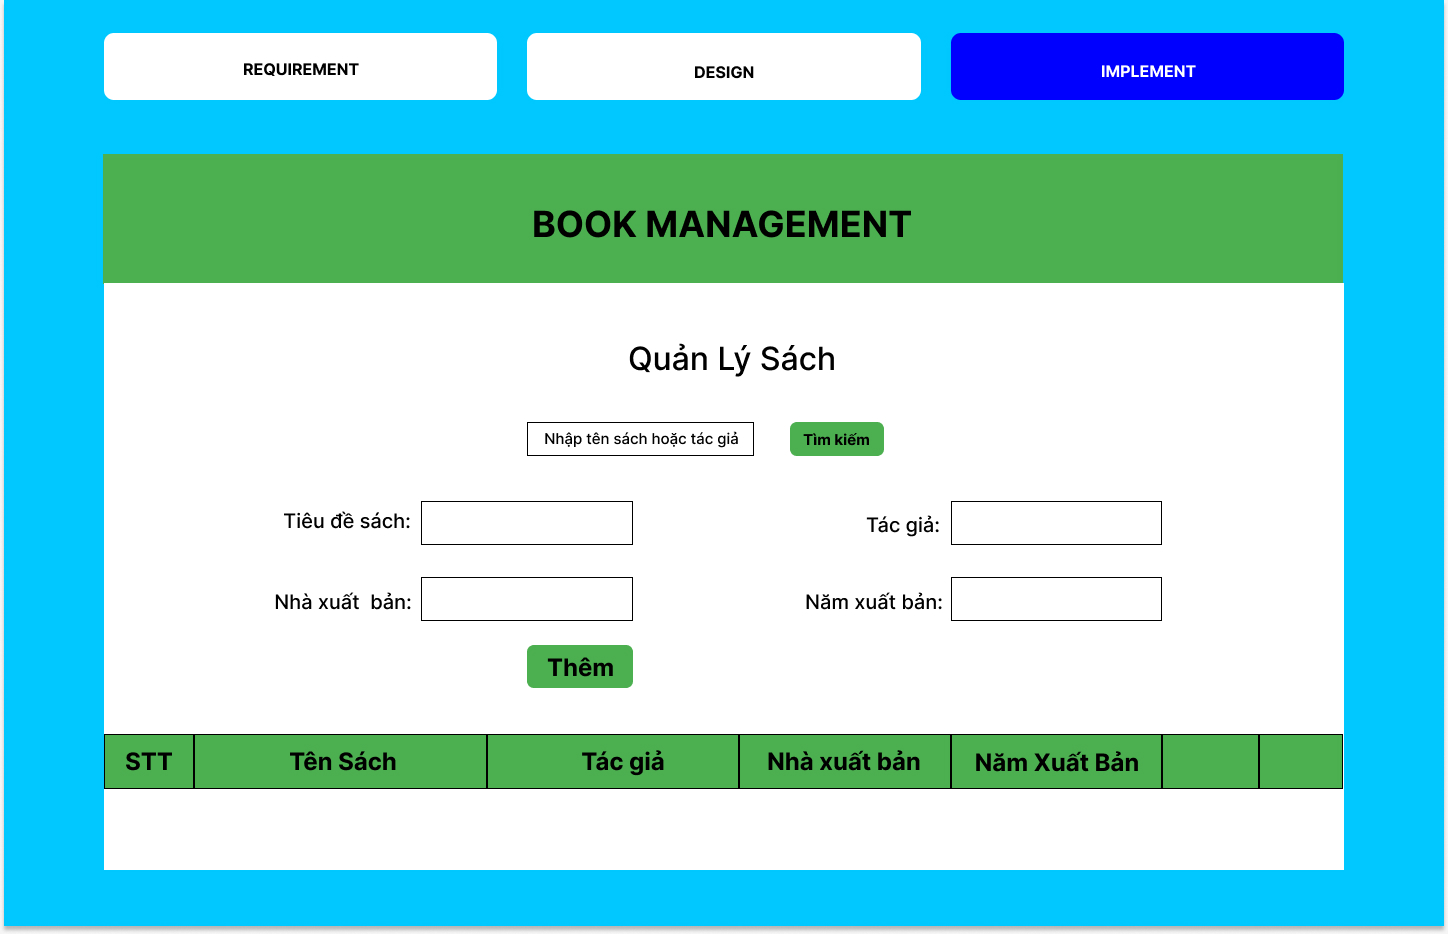 REQUIREMENT
DESIGN
IMPLEMENT
BOOK MANAGEMENT
Quản Lý Sách
Nhập tên sách hoặc tác giả
Tìm kiếm
Tiêu đề sách:
Tác giả:
Nhà xuất bản:
Năm xuất bản:
Thêm
STT
Tên Sách
Tác giả
Nhà xuất bản
Năm Xuất Bản